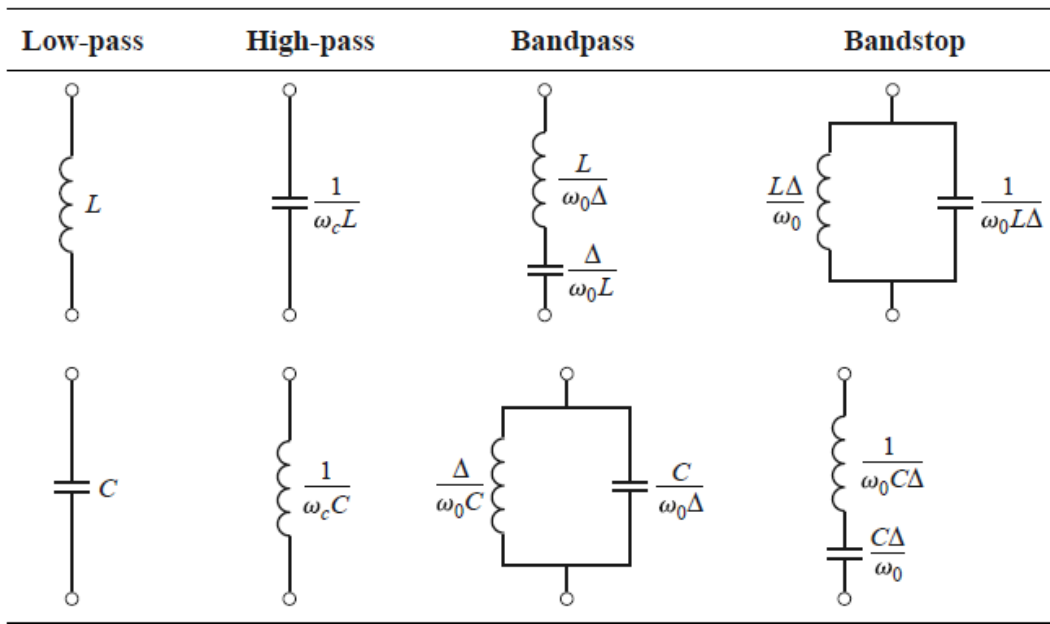 Low-pass High-pass Bandpass Bandstop
L
1
ω_cL
L
ω_0Δ
Δ
ω_0L
LΔ
ω_0
1
ω_0LΔ
C
1
ω_cC
Δ
ω_0C
C
ω_0Δ
1
ω_0CΔ
CΔ
ω_0